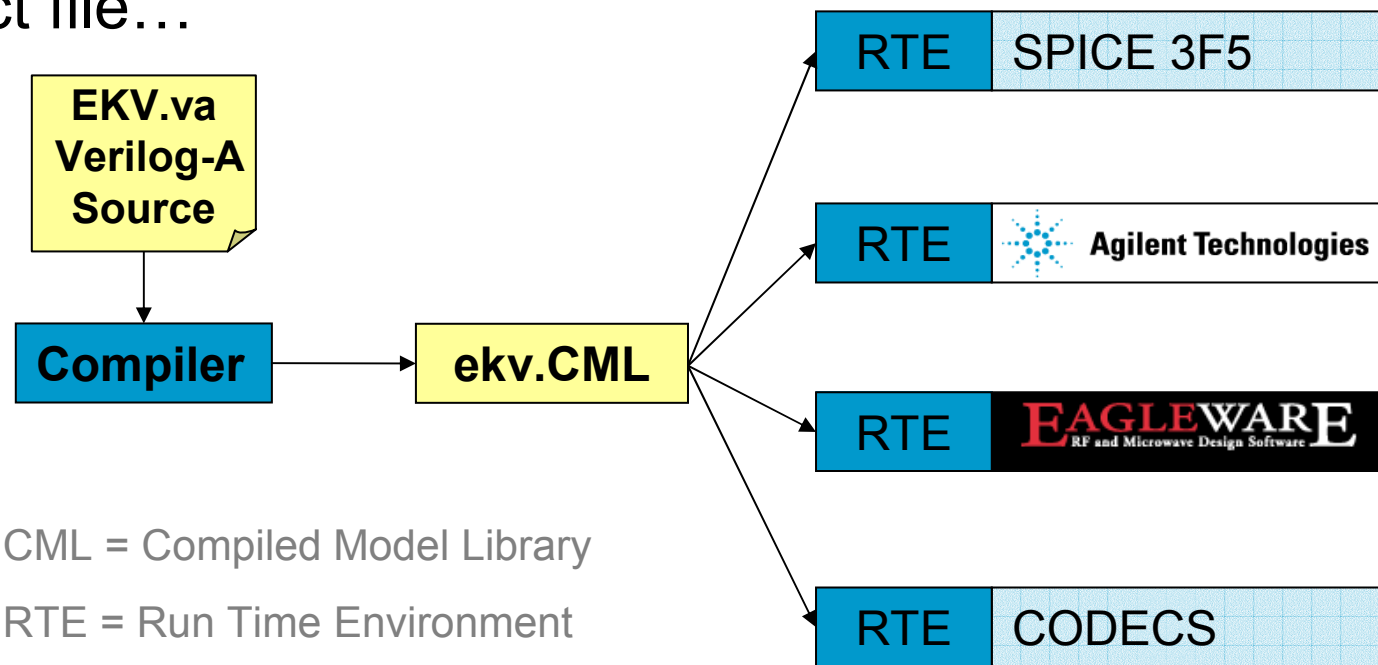 ct file…
EKV.va
Verilog-A
Source
Compiler
ekv.CML
RTE SPICE 3F5
RTE Agilent Technologies
RTE EAGLEWARE
RF and Microwave Design Software
RTE CODECS
CML = Compiled Model Library
RTE = Run Time Environment